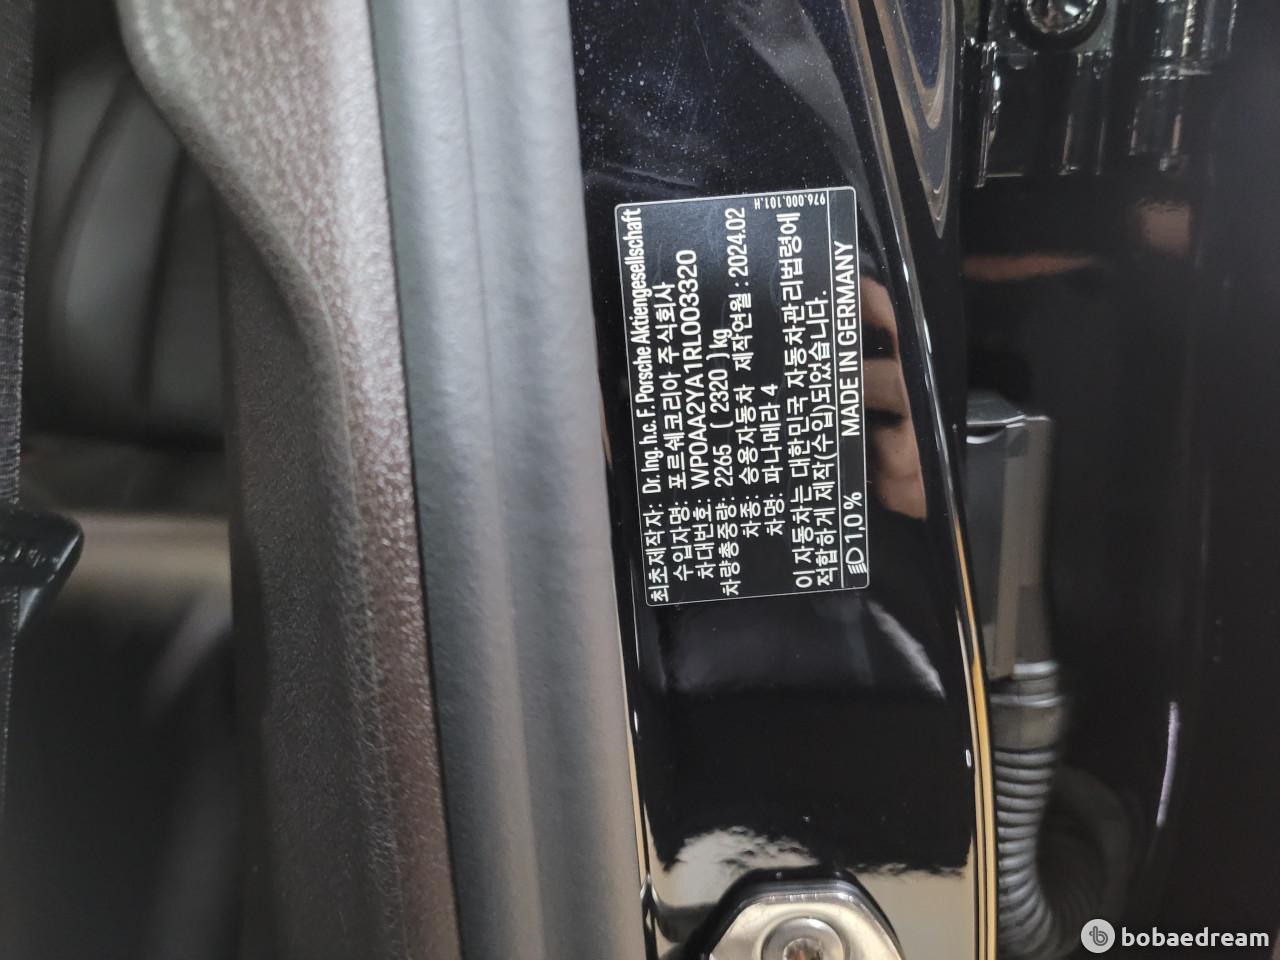 최초제작자: Dr. Ing. h.c. F. Porsche Aktiengesellschaft
수입자명: 포르쉐코리아 주식회사
차대번호: WP0AA2YA1RL003320
차량총중량: 2265 ( 2320 ) kg
차종: 승용자동차 제작연월: 2024.02
차명: 파나메라 4
976.000.101.H
이 자동차는 대한민국 자동차관리법령에
적합하게 제작(수입)되었습니다.
1,0% MADE IN GERMANY
bobaedream